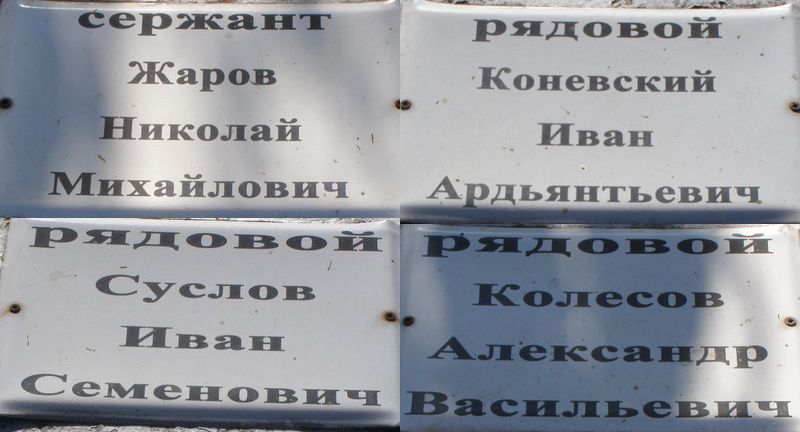 сержант
Жаров
Николай
Михайлович
рядовой
Коневский
Иван
Ардьянтьевич
рядовой
Суслов
Иван
Семенович
рядовой
Колесов
Александр
Васильевич